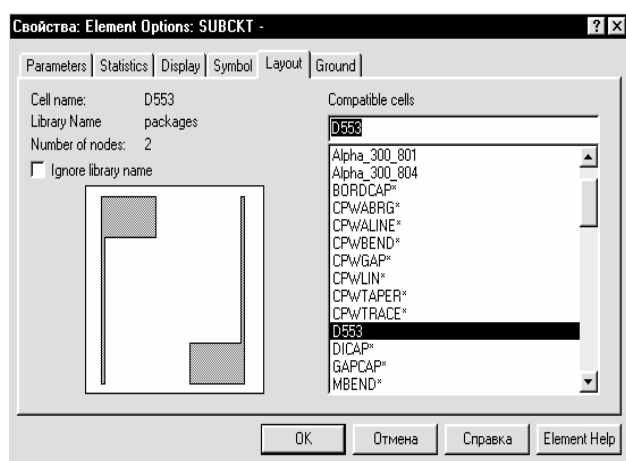 Свойства: Element Options: SUBCKT -
Parameters Statistics Display Symbol Layout Ground
Cell name: D553
Library Name packages
Number of nodes: 2
Ignore library name
Compatible cells
D553
Alpha_300_801
Alpha_300_804
BORDCAP*
CPWABRG*
CPWALINE*
CPWBEND*
CPWGAP*
CPWLIN*
CPWTAPER*
CPWTRACE*
D553
DICAP*
GAPCAP*
MBEND*
OK Отмена Справка Element Help